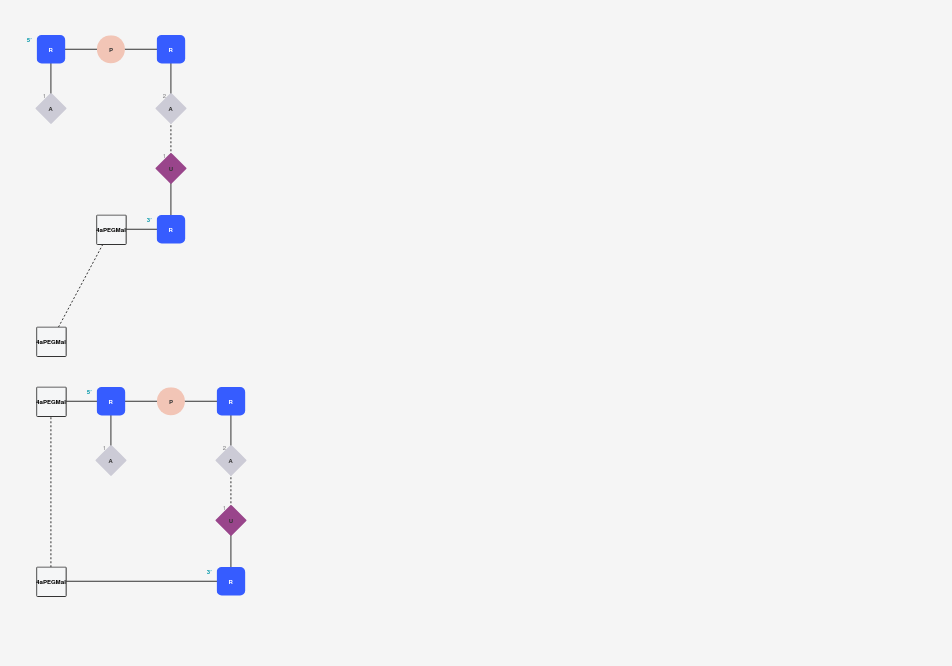 5'
R P R
1 2
A A
1
U
3'
4aPEGMal R
4aPEGMal
5'
4aPEGMal R P R
1 2
A A
1
U
3'
4aPEGMal R